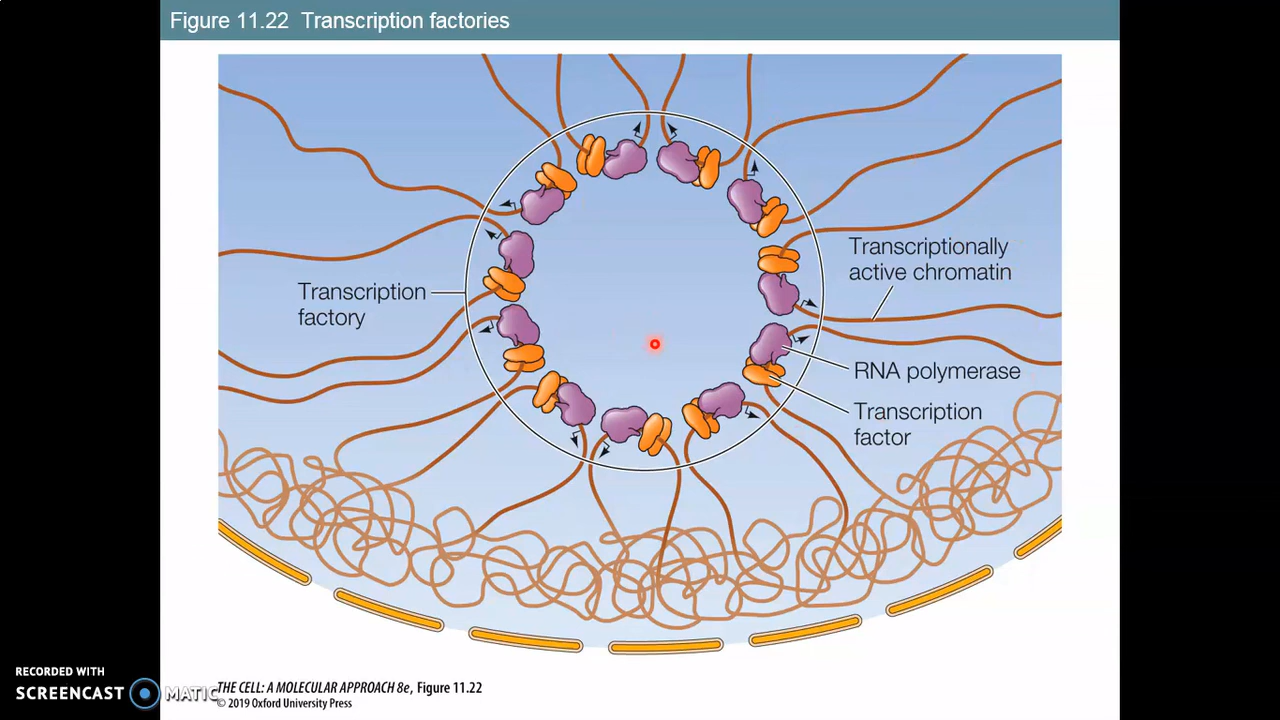 Figure 11.22 Transcription factories
Transcriptionally
active chromatin
Transcription
factory
RNA polymerase
Transcription
factor
RECORDED WITH
SCREENCAST MATIC
THE CELL: A MOLECULAR APPROACH 8e, Figure 11.22
© 2019 Oxford University Press